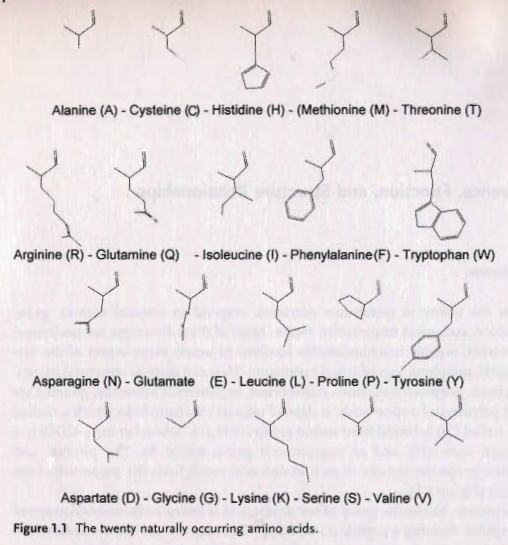 Alanine (A) - Cysteine (C) - Histidine (H) - (Methionine (M) - Threonine (T)
Arginine (R) - Glutamine (Q) - Isoleucine (I) - Phenylalanine(F) - Tryptophan (W)
Asparagine (N) - Glutamate (E) - Leucine (L) - Proline (P) - Tyrosine (Y)
Aspartate (D) - Glycine (G) - Lysine (K) - Serine (S) - Valine (V)
Figure 1.1 The twenty naturally occurring amino acids.